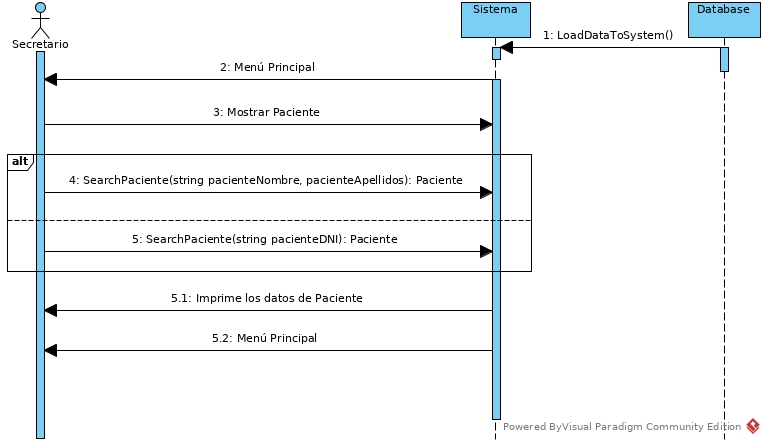 Secretario
Sistema
Database
1: LoadDataToSystem()
2: Menú Principal
3: Mostrar Paciente
alt
4: SearchPaciente(string pacienteNombre, pacienteApellidos): Paciente
5: SearchPaciente(string pacienteDNI): Paciente
5.1: Imprime los datos de Paciente
5.2: Menú Principal
Powered ByVisual Paradigm Community Edition